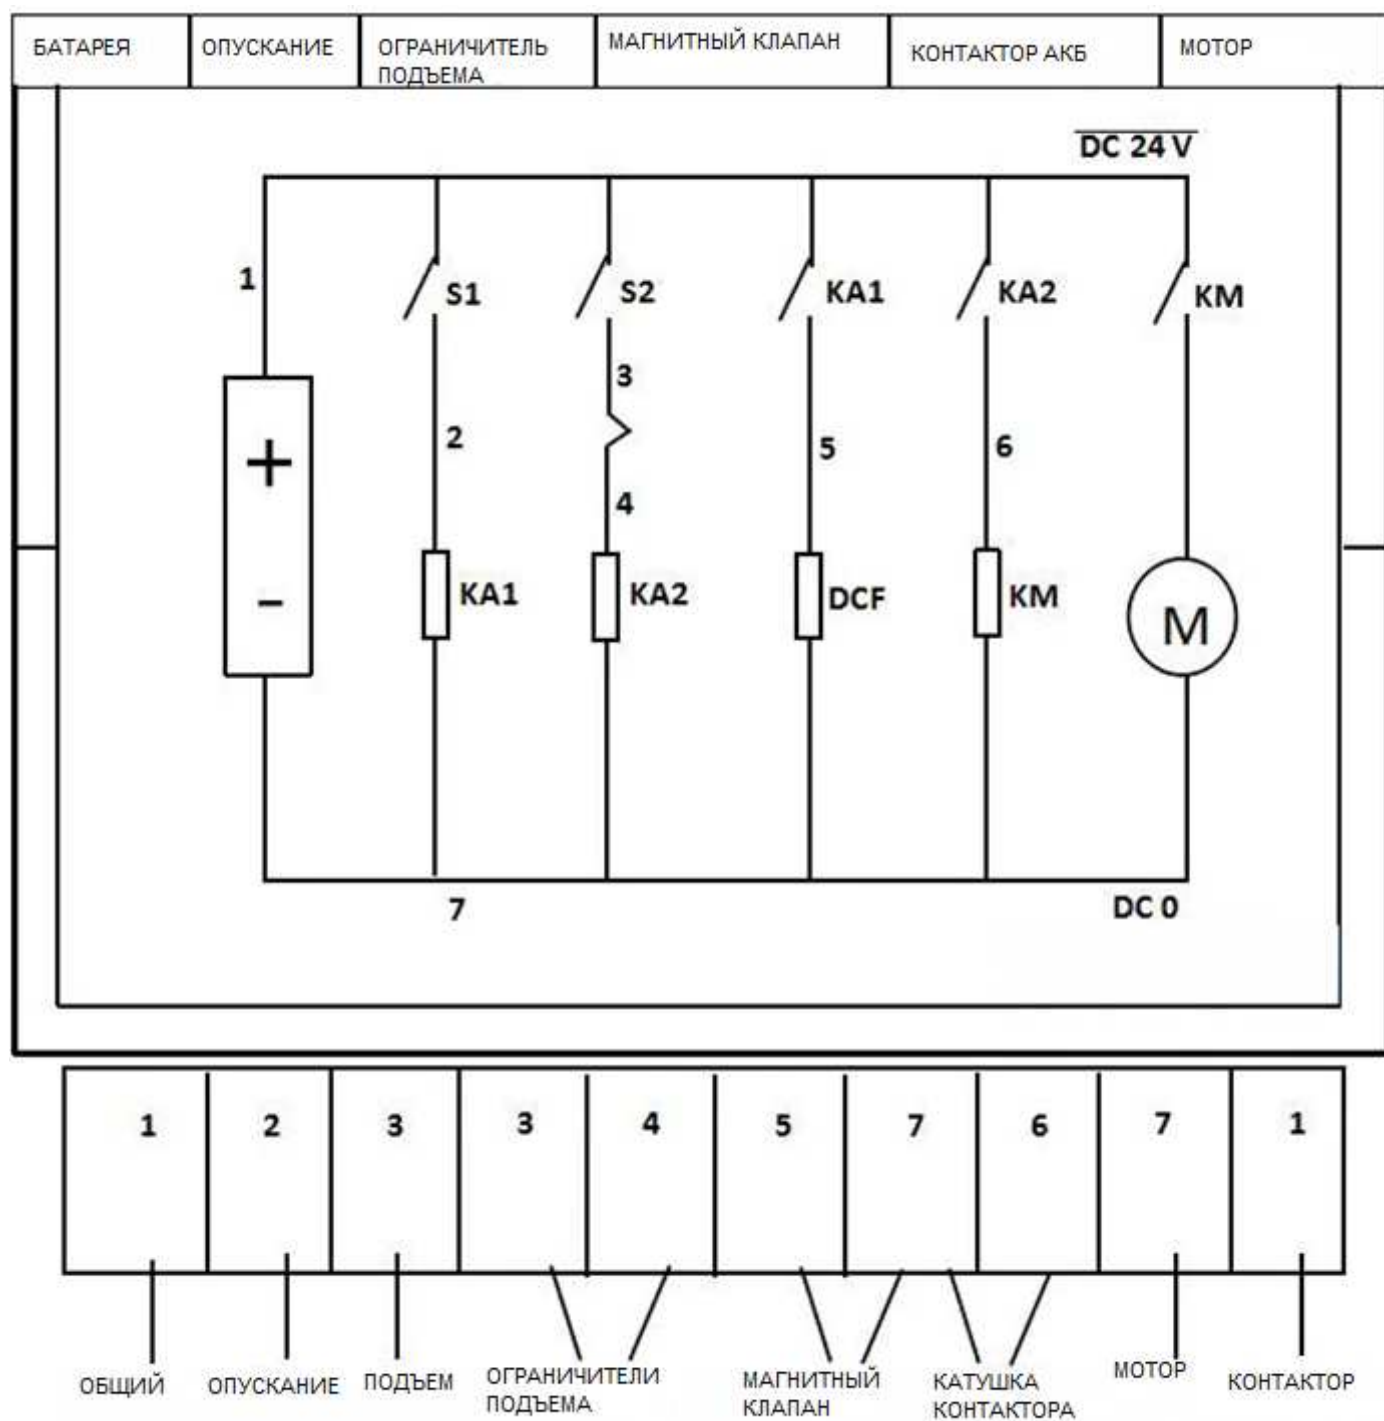 БАТАРЕЯ
ОПУСКАНИЕ
ОГРАНИЧИТЕЛЬ
ПОДЪЕМА
МАГНИТНЫЙ КЛАПАН
КОНТАКТОР АКБ
МОТОР
DC 24 V
1
S1
S2
KA1
KA2
KM
3
2
5
6
4
+
-
KA1
KA2
DCF
KM
M
7
DC 0
1 2 3 3 4 5 7 6 7 1
ОБЩИЙ
ОПУСКАНИЕ
ПОДЪЕМ
ОГРАНИЧИТЕЛИ
ПОДЪЕМА
МАГНИТНЫЙ
КЛАПАН
КАТУШКА
КОНТАКТОРА
МОТОР
КОНТАКТОР